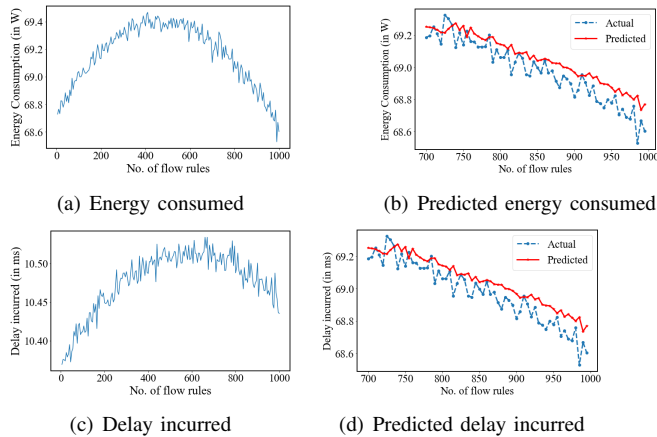 Energy Consumption (in W)
69.4
69.2
69.0
68.8
68.6
0 200 400 600 800 1000
No. of flow rules
(a) Energy consumed
Energy Consumption (in W)
69.2
69.0
68.8
68.6
Actual
Predicted
700 750 800 850 900 950 1000
No. of flow rules
(b) Predicted energy consumed
Delay incurred (in ms)
10.50
10.45
10.40
0 200 400 600 800 1000
No. of flow rules
(c) Delay incurred
Delay incurred (in ms)
69.2
69.0
68.8
68.6
Actual
Predicted
700 750 800 850 900 950 1000
No. of flow rules
(d) Predicted delay incurred